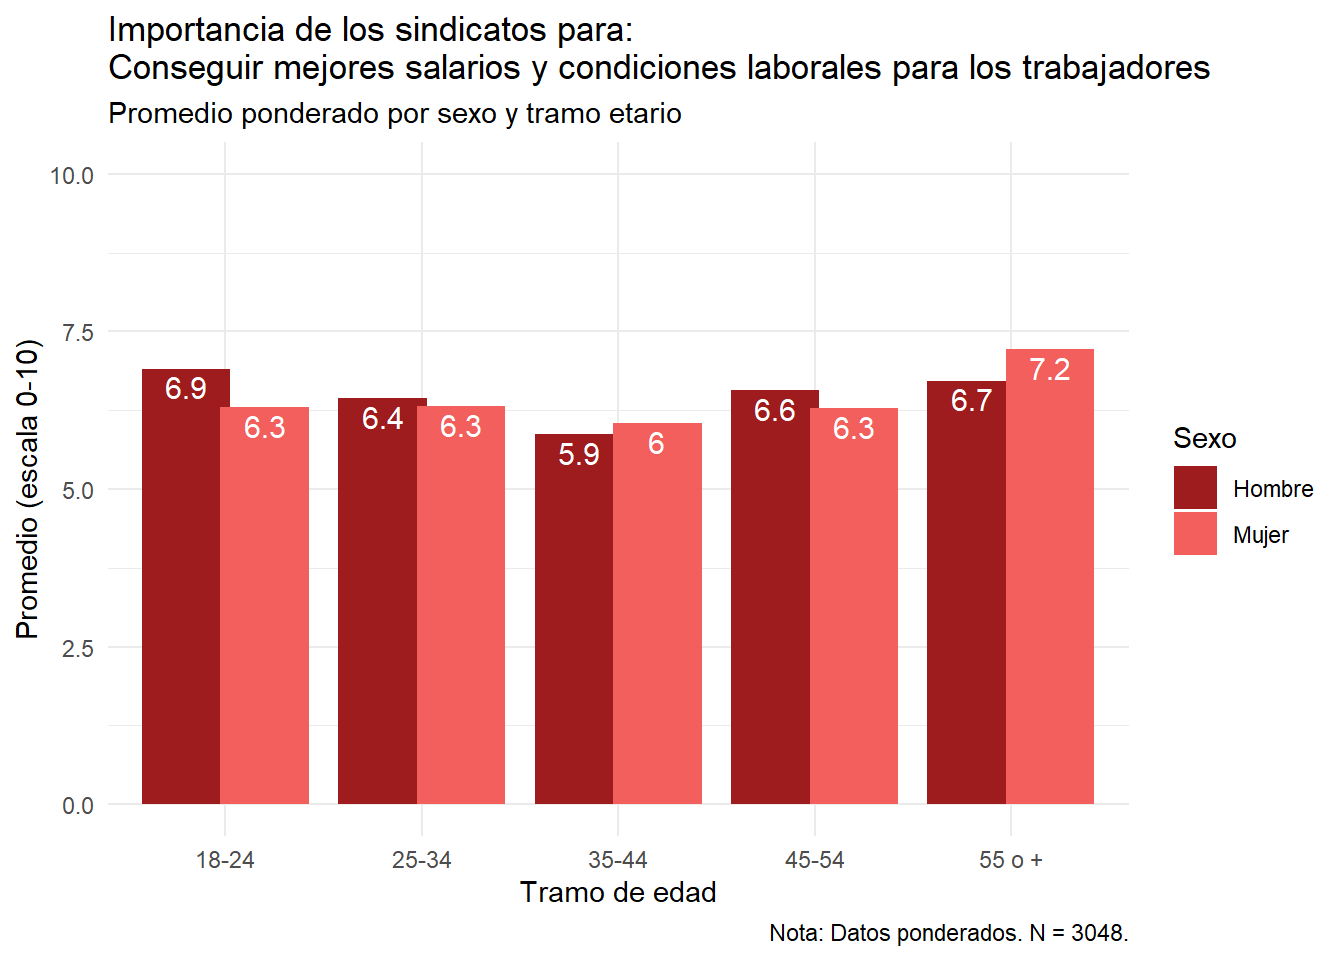 Importancia de los sindicatos para:
Conseguir mejores salarios y condiciones laborales para los trabajadores
Promedio ponderado por sexo y tramo etario
Promedio (escala 0-10)
10.0
7.5
5.0
2.5
0.0
6.9
6.3
6.4
6.3
5.9
6
6.6
6.3
6.7
7.2
18-24
25-34
35-44
45-54
55 o +
Tramo de edad
Sexo
Hombre
Mujer
Nota: Datos ponderados. N = 3048.